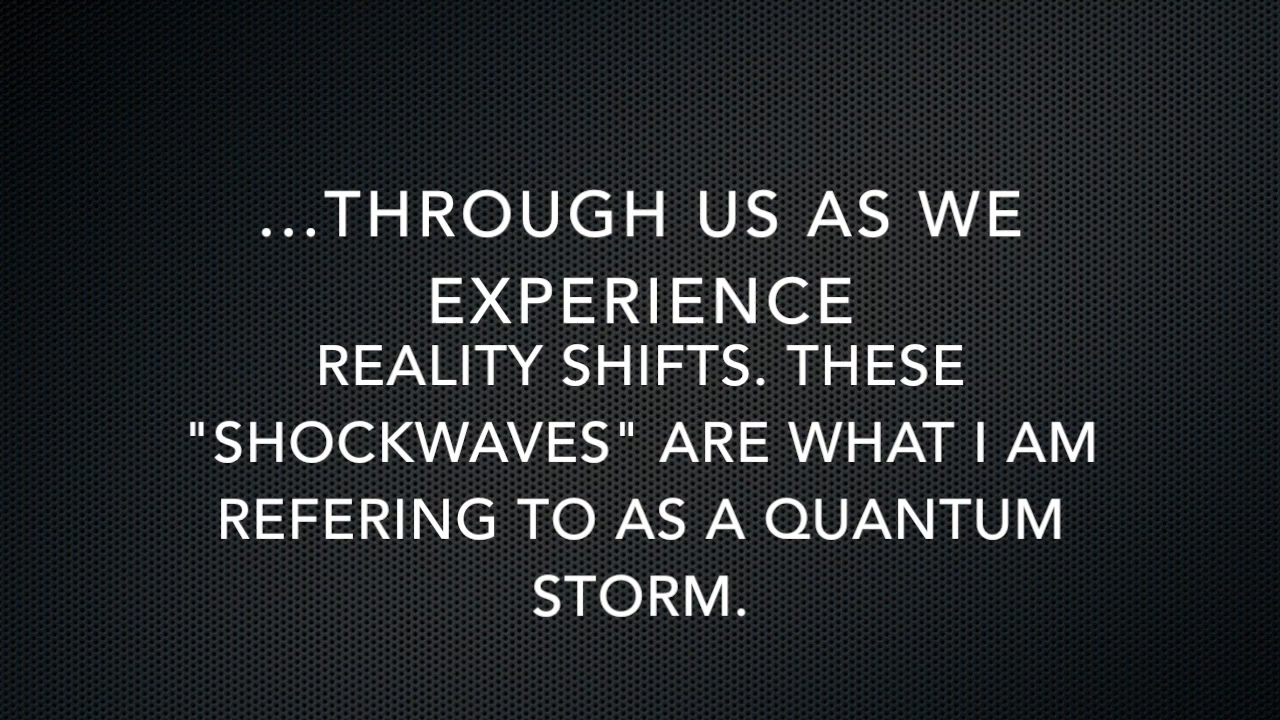 ...THROUGH US AS WE
EXPERIENCE
REALITY SHIFTS. THESE
"SHOCKWAVES" ARE WHAT I AM
REFERING TO AS A QUANTUM
STORM.